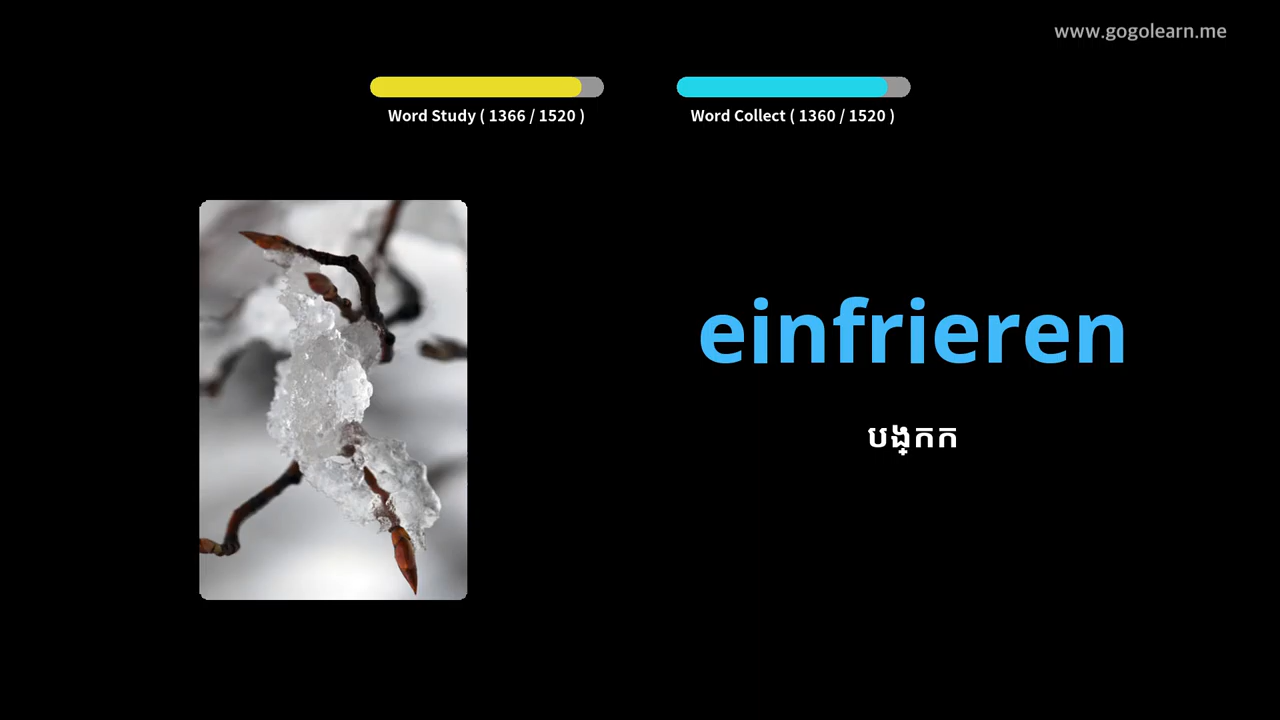 www.gogolearn.me
Word Study ( 1366 / 1520 )
Word Collect ( 1360 / 1520 )
einfrieren
បង្កក